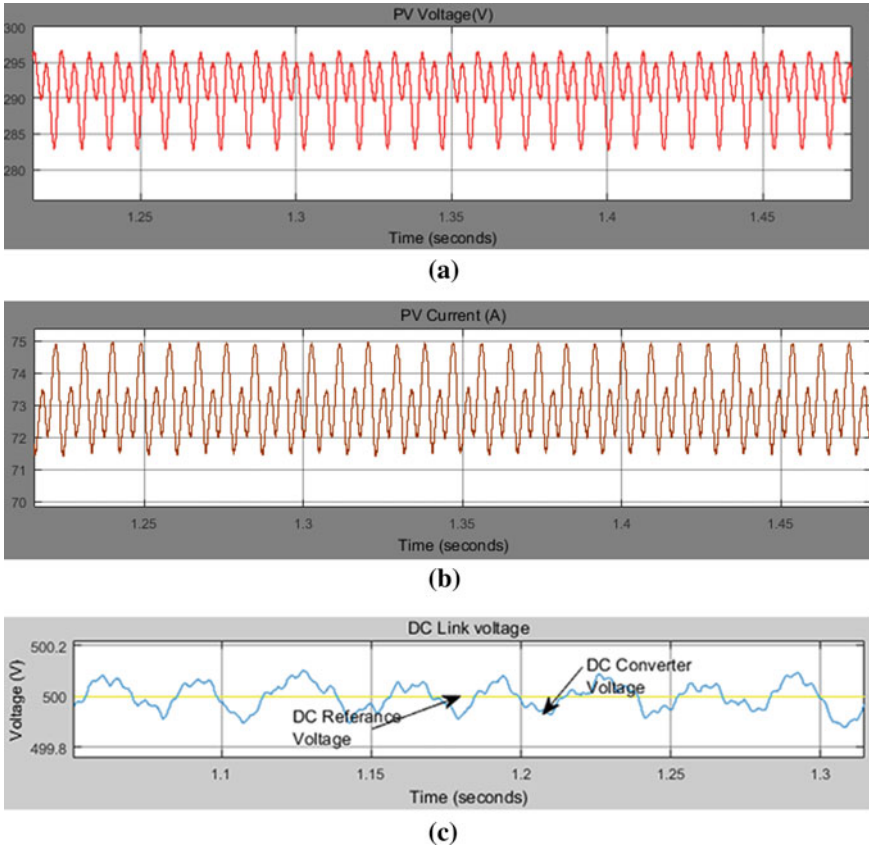 PV Voltage(V)
300
295
290
285
280
1.25 1.3 1.35 1.4 1.45
Time (seconds)
(a)
PV Current (A)
75
74
73
72
71
70
1.25 1.3 1.35 1.4 1.45
Time (seconds)
(b)
DC Link voltage
Voltage (V)
500.2
500
499.8
DC Converter
Voltage
DC Referance
Voltage
1.1 1.15 1.2 1.25 1.3
Time (seconds)
(c)